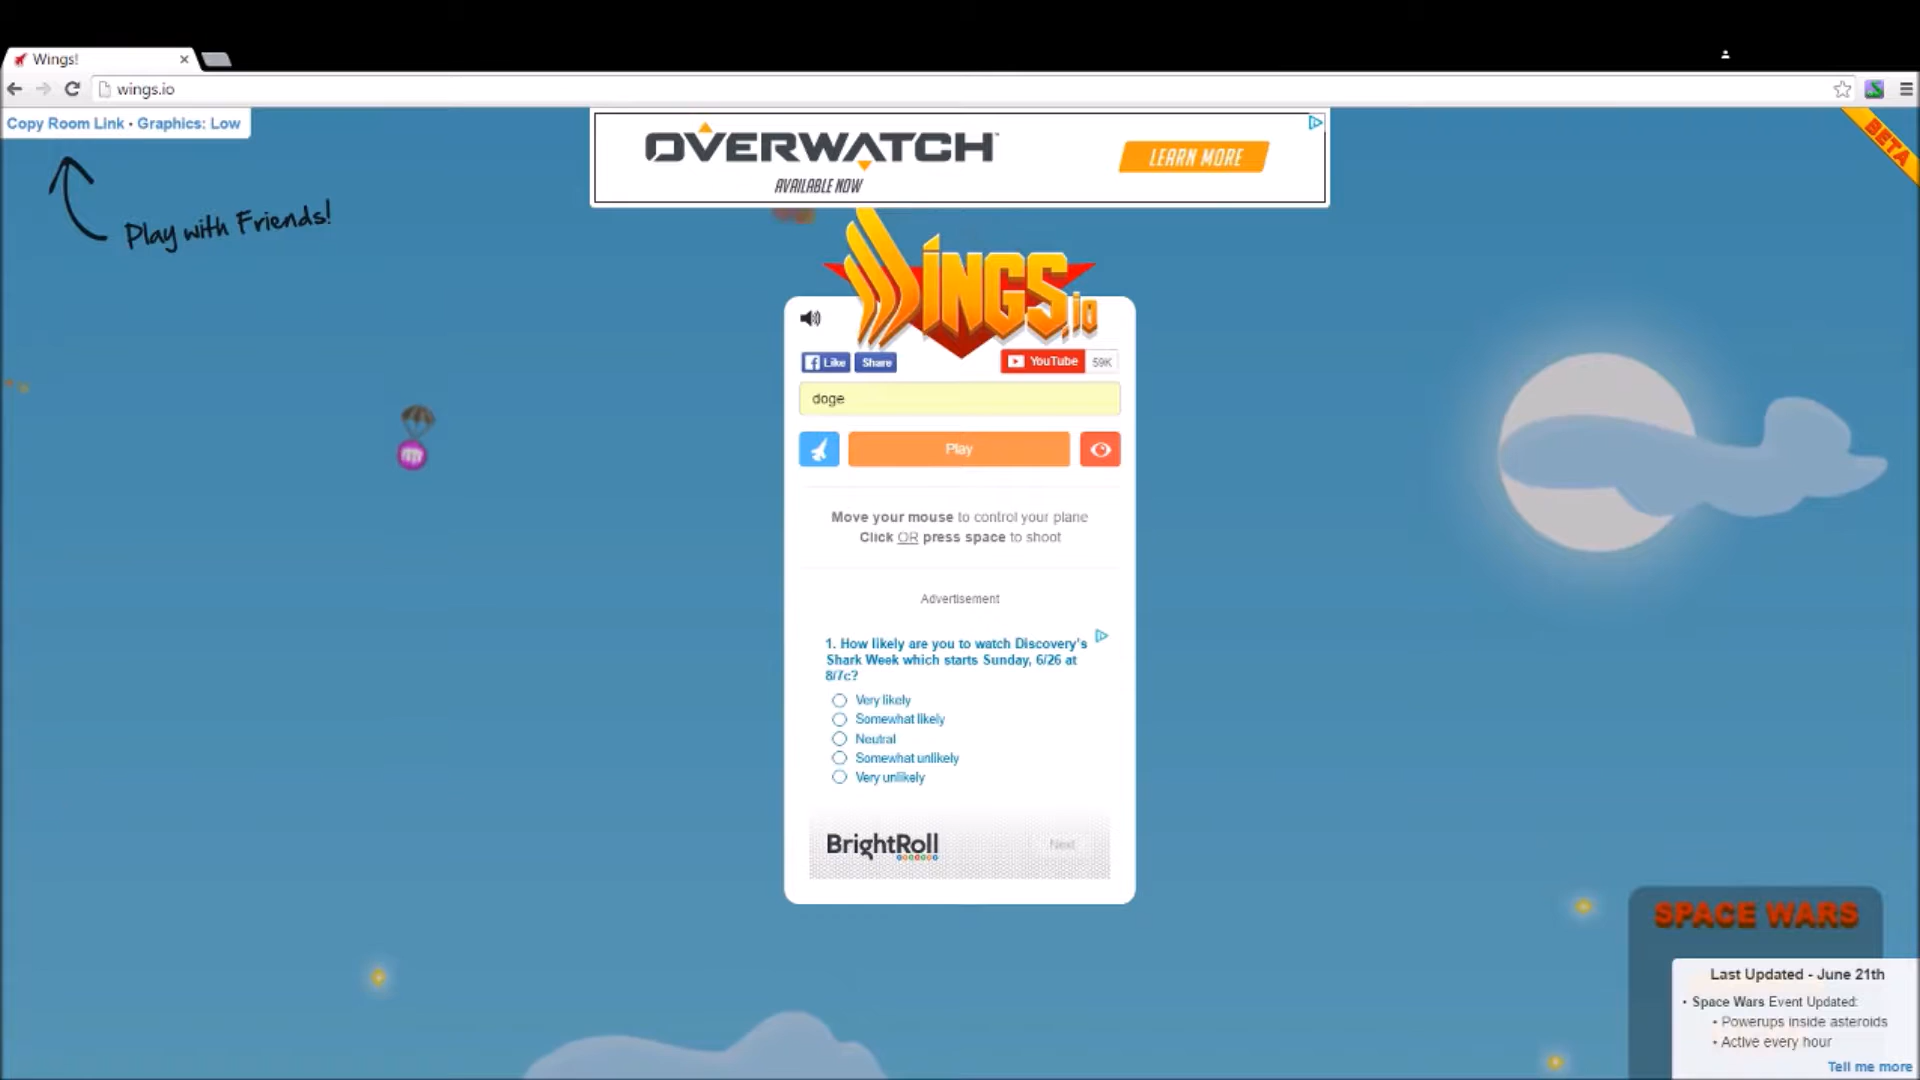 Wings!
wings.io
Copy Room Link • Graphics: Low
Play with Friends!
OVERWATCH
AVAILABLE NOW
LEARN MORE
BETA
WINGS.io
Like Share
YouTube 59K
doge
Play
Move your mouse to control your plane
Click OR press space to shoot
Advertisement
1. How likely are you to watch Discovery's
Shark Week which starts Sunday, 6/26 at
8/7c?
Very likely
Somewhat likely
Neutral
Somewhat unlikely
Very unlikely
BrightRoll
Next
SPACE WARS
Last Updated - June 21th
• Space Wars Event Updated:
• Powerups inside asteroids
• Active every hour
Tell me more